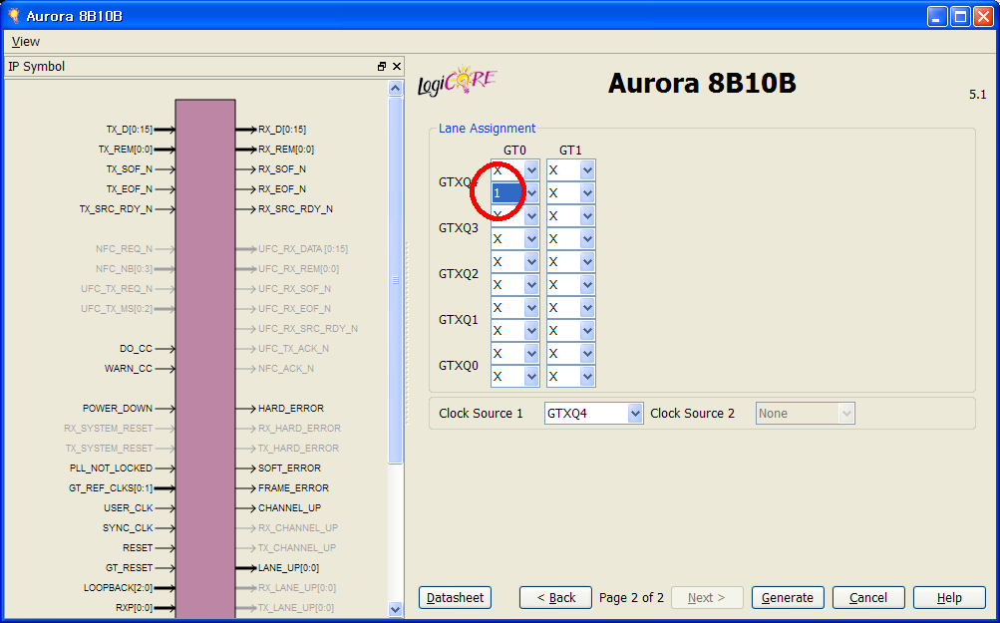 Aurora 8B10B
View
IP Symbol
TX_D[0:15]
TX_REM[0:0]
TX_SOF_N
TX_EOF_N
TX_SRC_RDY_N
NFC_REQ_N
NFC_NB[0:3]
UFC_TX_REQ_N
UFC_TX_MS[0:2]
DO_CC
WARN_CC
POWER_DOWN
RX_SYSTEM_RESET
TX_SYSTEM_RESET
PLL_NOT_LOCKED
GT_REF_CLKS[0:1]
USER_CLK
SYNC_CLK
RESET
GT_RESET
LOOPBACK[2:0]
RXP[0:0]
RX_D[0:15]
RX_REM[0:0]
RX_SOF_N
RX_EOF_N
RX_SRC_RDY_N
UFC_RX_DATA [0:15]
UFC_RX_REM[0:0]
UFC_RX_SOF_N
UFC_RX_EOF_N
UFC_RX_SRC_RDY_N
UFC_TX_ACK_N
NFC_ACK_N
HARD_ERROR
RX_HARD_ERROR
TX_HARD_ERROR
SOFT_ERROR
FRAME_ERROR
CHANNEL_UP
RX_CHANNEL_UP
TX_CHANNEL_UP
LANE_UP[0:0]
RX_LANE_UP[0:0]
TX_LANE_UP[0:0]
LogiCORE
Aurora 8B10B
5.1
Lane Assignment
GT0 GT1
X X
GTXQ4
1 X
X X
GTXQ3
X X
X X
GTXQ2
X X
X X
GTXQ1
X X
X X
GTXQ0
X X
Clock Source 1 GTXQ4 Clock Source 2 None
Datasheet < Back Page 2 of 2 Next > Generate Cancel Help